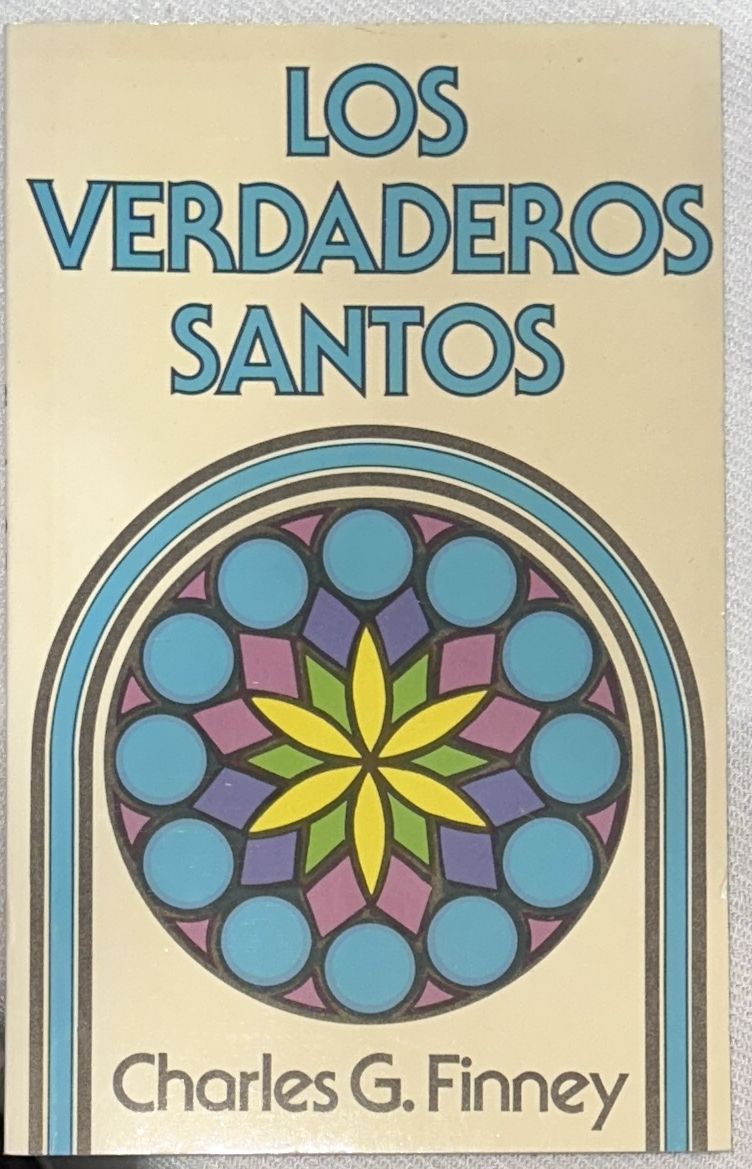 LOS
VERDADEROS
SANTOS
Charles G. Finney